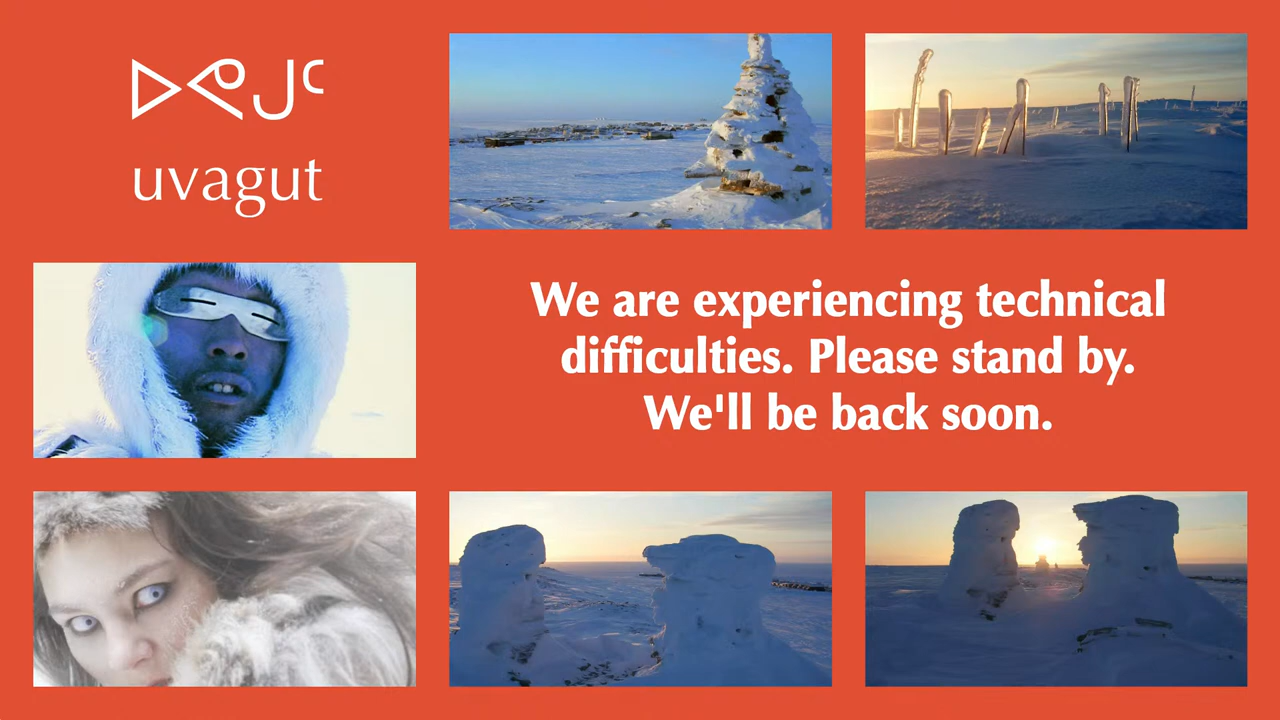 ᐅᕙᒍᑦ
uvagut
We are experiencing technical
difficulties. Please stand by.
We'll be back soon.